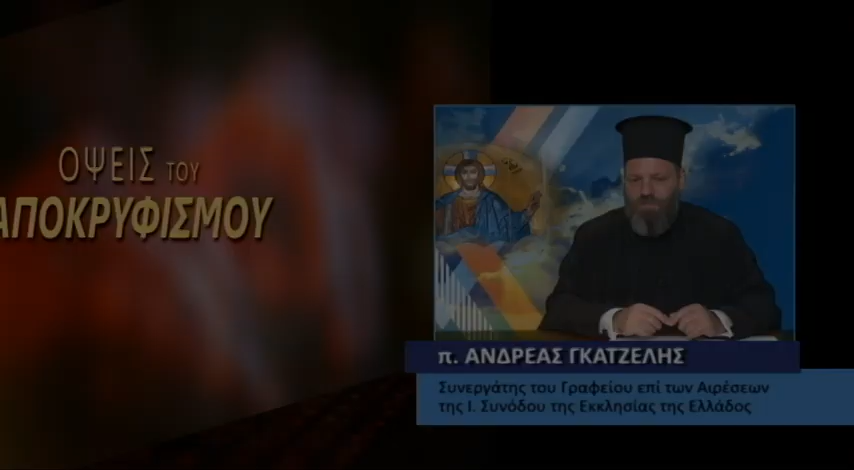 ΟΨΕΙΣ ΤΟΥ
ΑΠΟΚΡΥΦΙΣΜΟΥ
π. ΑΝΔΡΕΑΣ ΓΚΑΤΖΕΛΗΣ
Συνεργάτης του Γραφείου επί των Αιρέσεων
της Ι. Συνόδου της Εκκλησίας της Ελλάδος